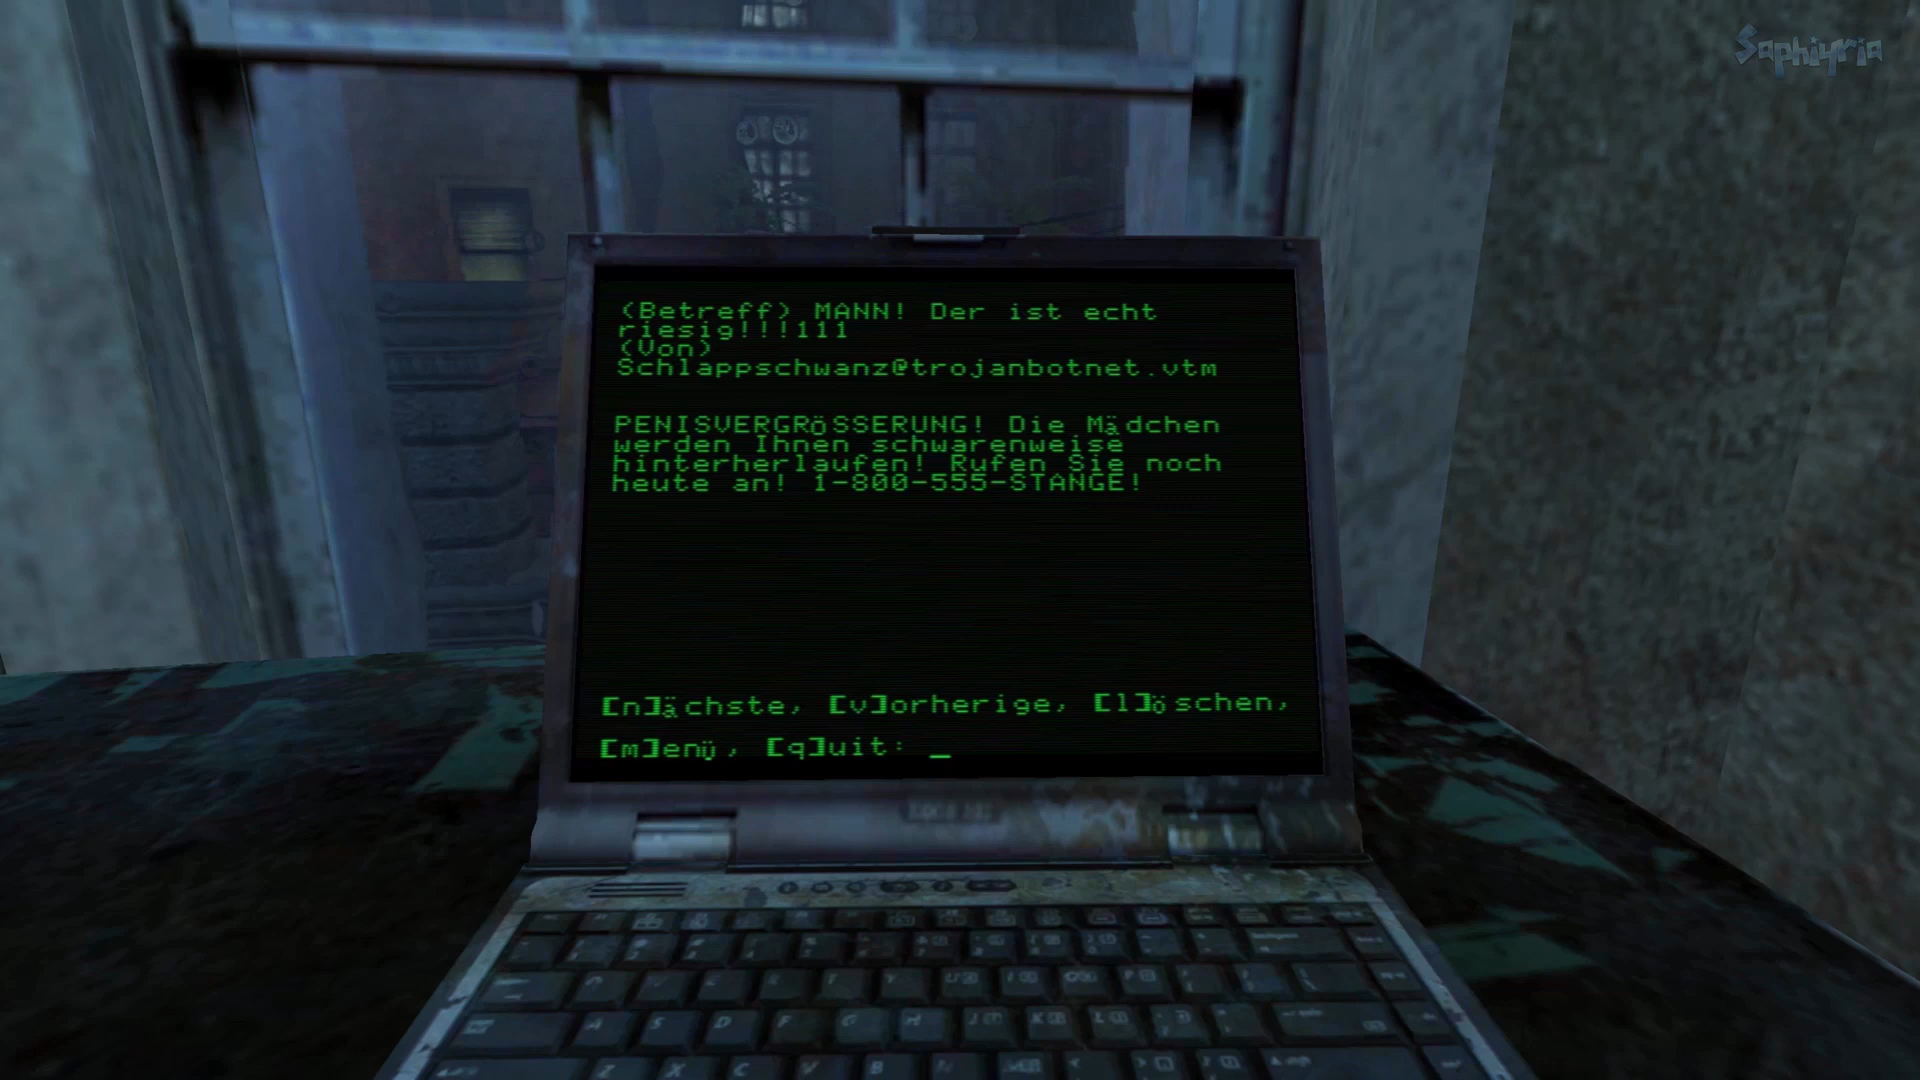 Saphiyria
(Betreff) MANN! Der ist echt
riesig!!!111
(Von)
Schlappschwanz@trojanbotnet.vtm
PENISVERGRöSSERUNG! Die Mädchen
werden Ihnen schwarenweise
hinterherlaufen! Rufen Sie noch
heute an! 1-800-555-STANGE!
[n]ächste, [v]orherige, [l]öschen,
[m]enü, [q]uit: _